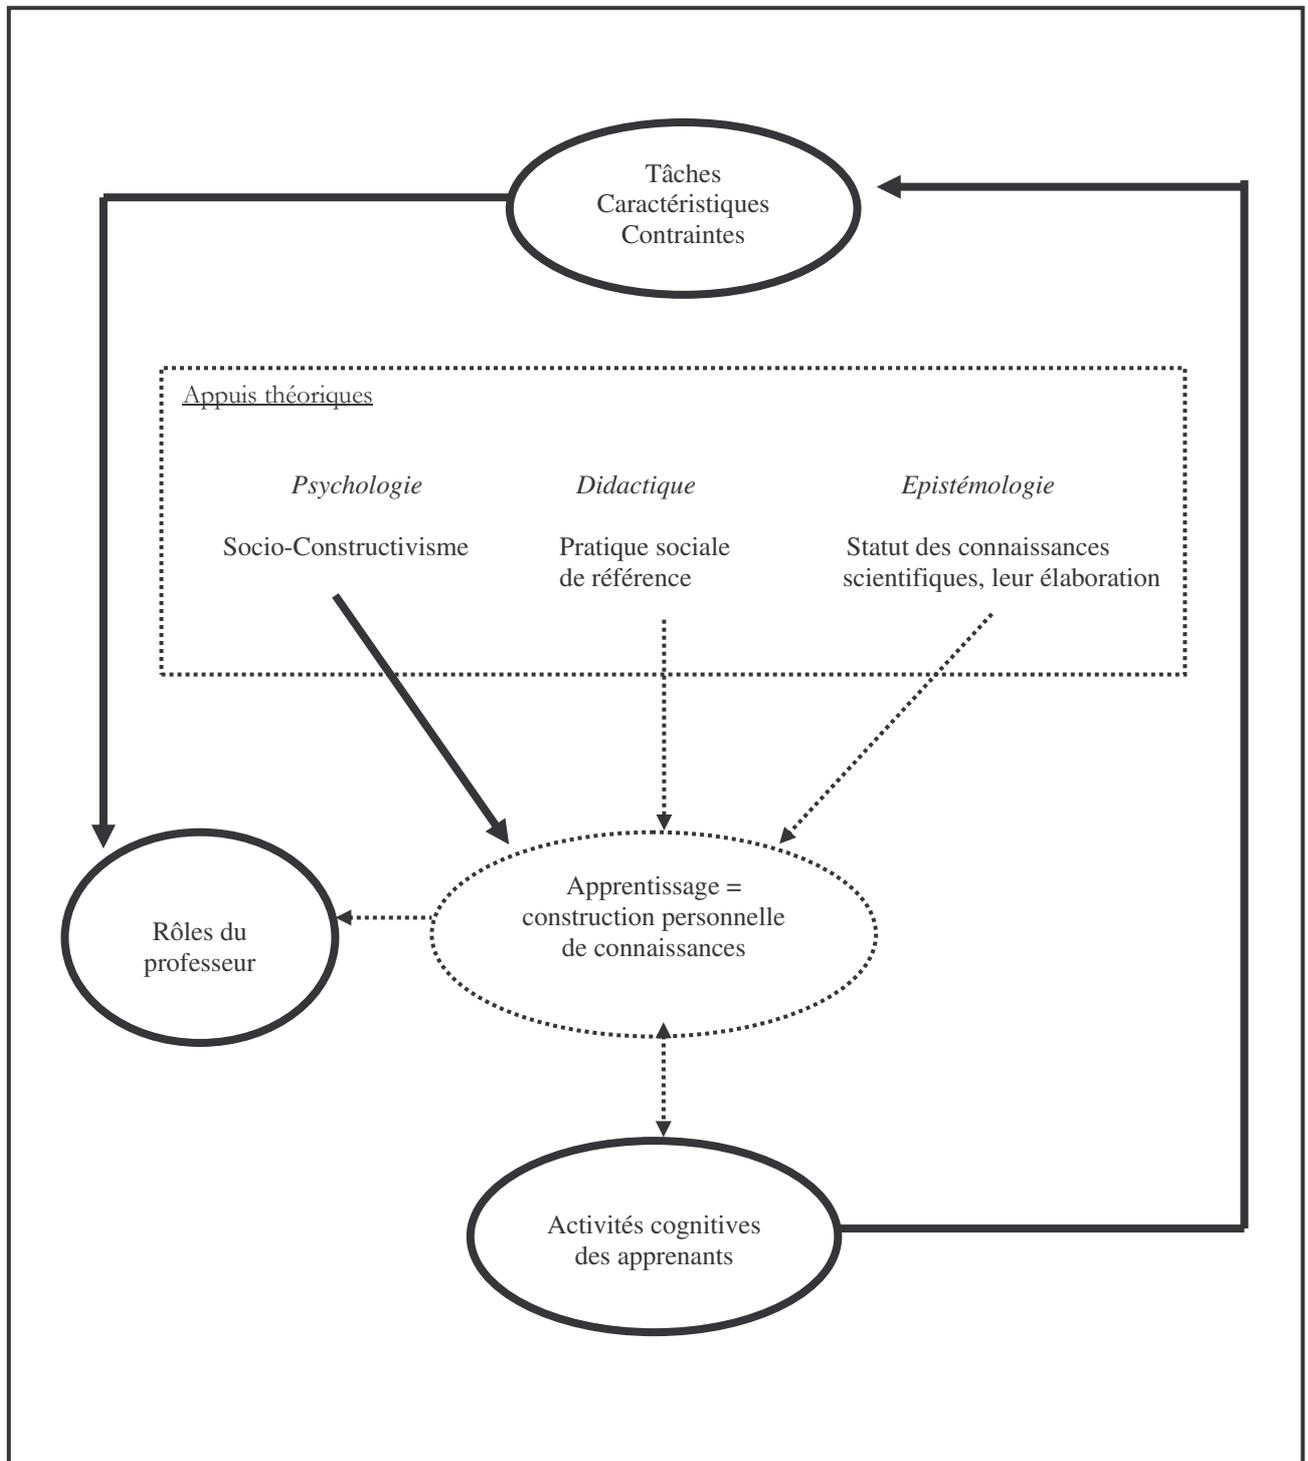 Tâches
Caractéristiques
Contraintes
Appuis théoriques
Psychologie
Didactique
Epistémologie
Socio-Constructivisme
Pratique sociale
de référence
Statut des connaissances
scientifiques, leur élaboration
Apprentissage =
construction personnelle
de connaissances
Rôles du
professeur
Activités cognitives
des apprenants